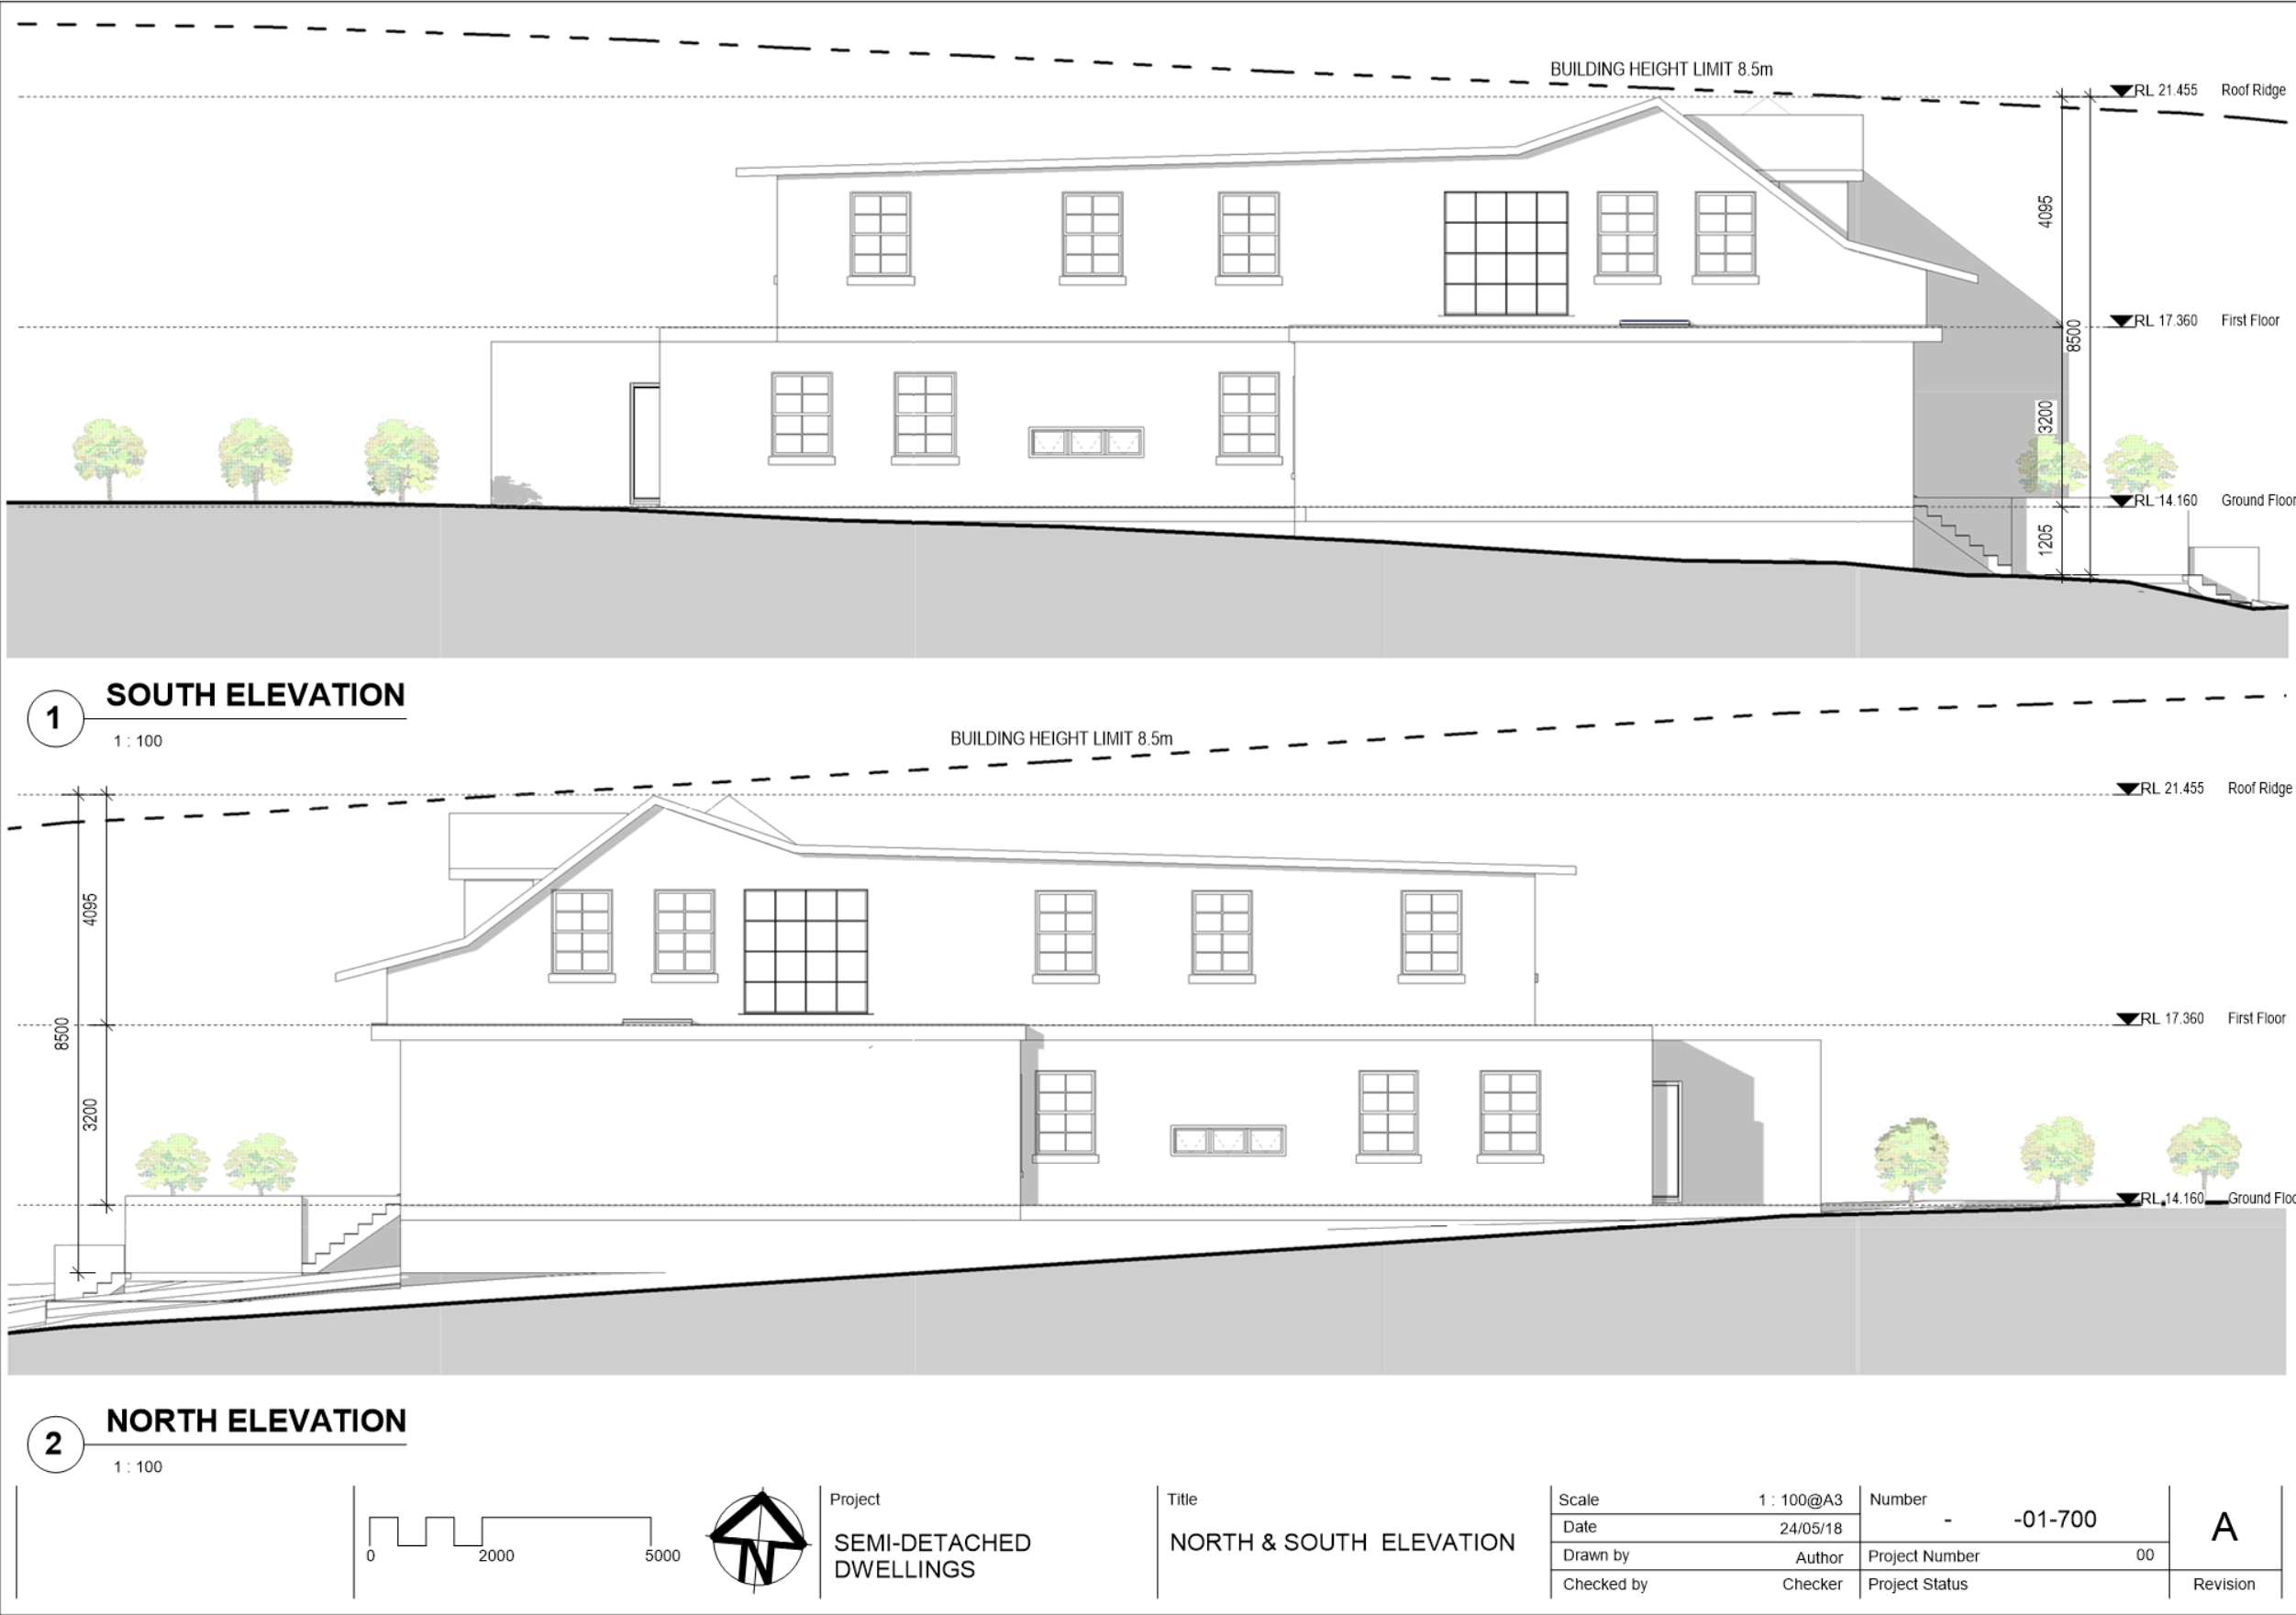 BUILDING HEIGHT LIMIT 8.5m
RL 21.455 Roof Ridge
4095
RL 17.360 First Floor
8500
3200
RL 14.160 Ground Floor
1205
1 SOUTH ELEVATION
1 : 100
BUILDING HEIGHT LIMIT 8.5m
RL 21.455 Roof Ridge
4095
RL 17.360 First Floor
8500
3200
RL 14.160 Ground Floo
2 NORTH ELEVATION
1 : 100
0 2000 5000
N
Project
SEMI-DETACHED
DWELLINGS
Title
NORTH & SOUTH ELEVATION
Scale 1 : 100@A3
Date 24/05/18
Drawn by Author
Checked by Checker
Number
- -01-700
Project Number 00
Project Status
A
Revision